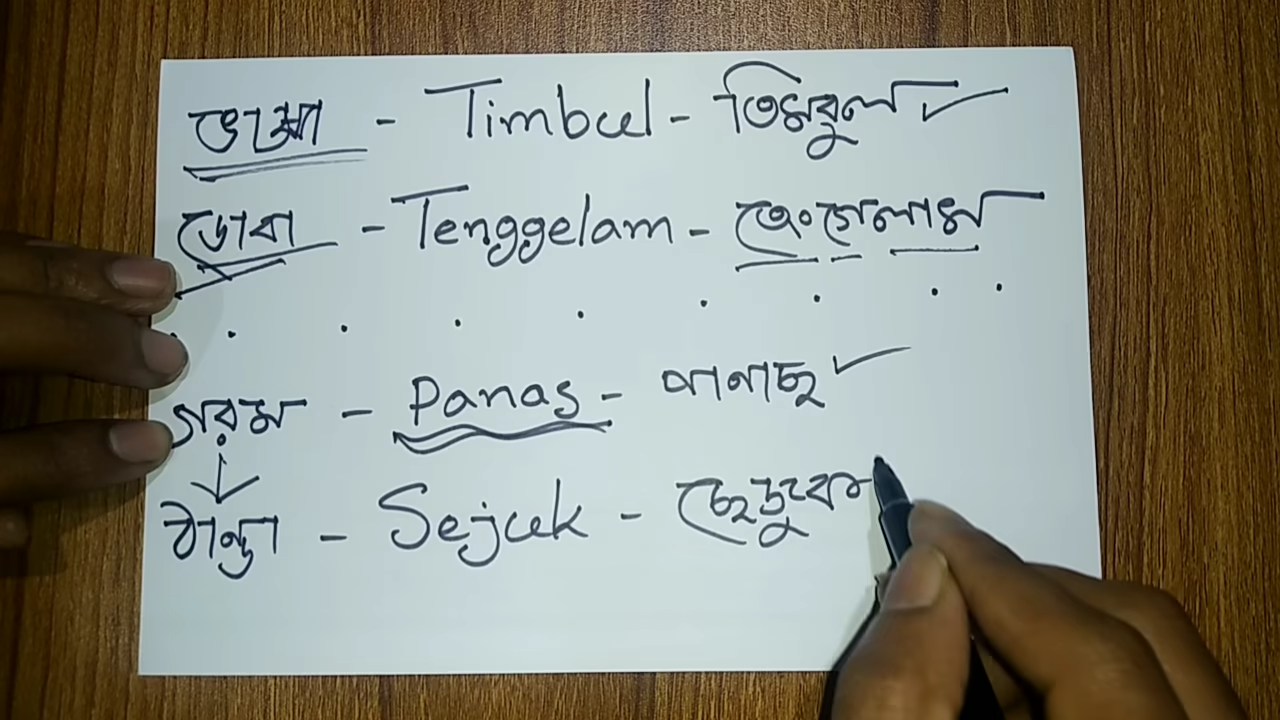 ভাসা - Timbul - তিমবুল
ডোবা - Tenggelam - তেংগেলাম
গরম - Panas - পানাছ
ঠান্ডা - Sejuk - ছেজুক